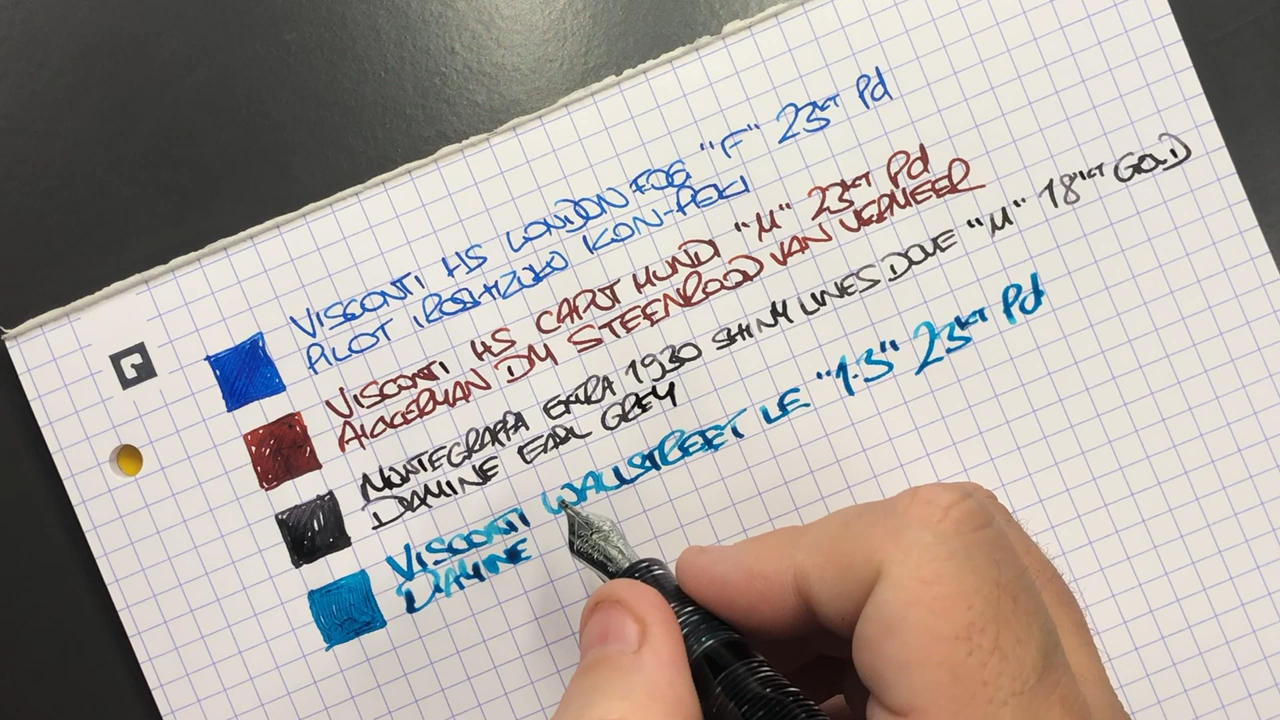 VISCONTI HS LONDON FOG "F" 23KT Pd
PILOT IROSHIZUKU KON-PEKI
VISCONTI HS CAPUT MUNDI "M" 23KT Pd
AKKERMAN DM STEENROOD VAN VERMEER
MONTEGRAPPA EXTRA 1930 SHINY LINES DOUE "M" 18KT GOLD
DIAMINE EARL GREY
VISCONTI WALLSTREET LE "1.3" 23KT Pd
DIAMINE